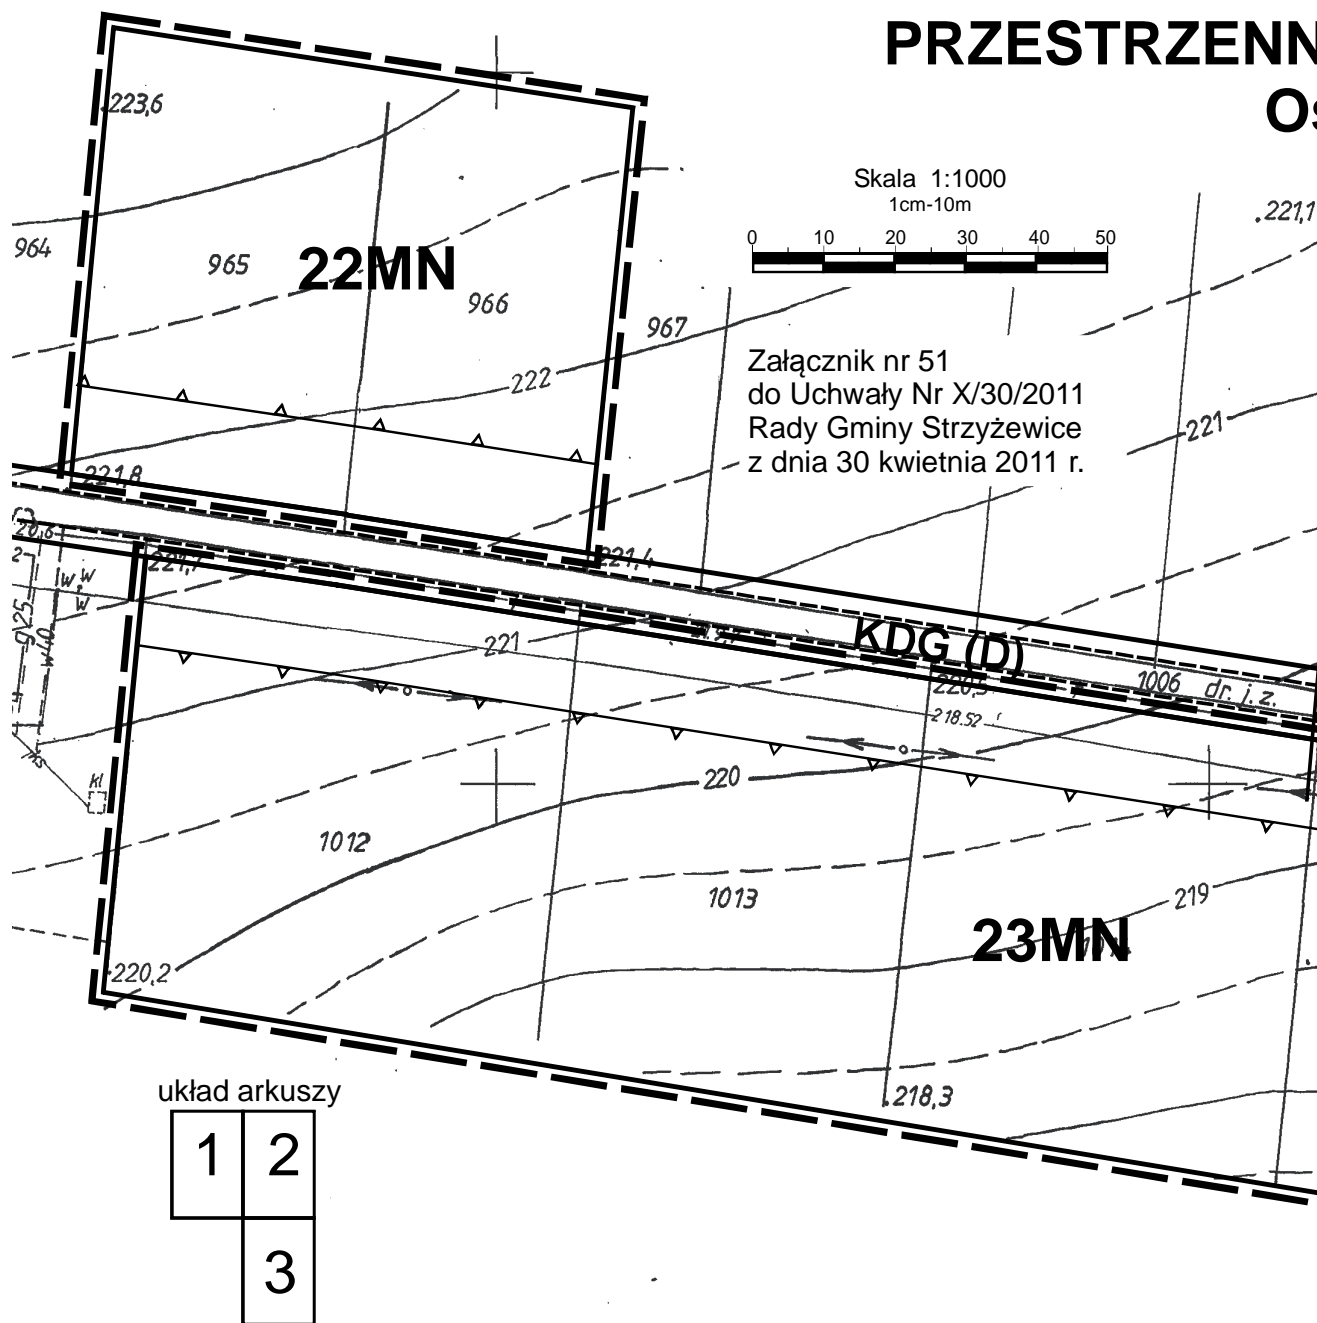 PRZESTRZENN
Skala 1:1000
1cm-10m
0 10 20 30 40 50
Załącznik nr 51
do Uchwały Nr X/30/2011
Rady Gminy Strzyżewice
z dnia 30 kwietnia 2011 r.
223,6
221,1
964
965
22MN
966
967
222
221
221,8
221,4
221,7
w w
w
gV25
w40
221
KDG (D)
1006 dr. i. z.
220,5
218.52
kl
220
1012
1013
219
23MN
220,2
218,3
układ arkuszy
1 2
3